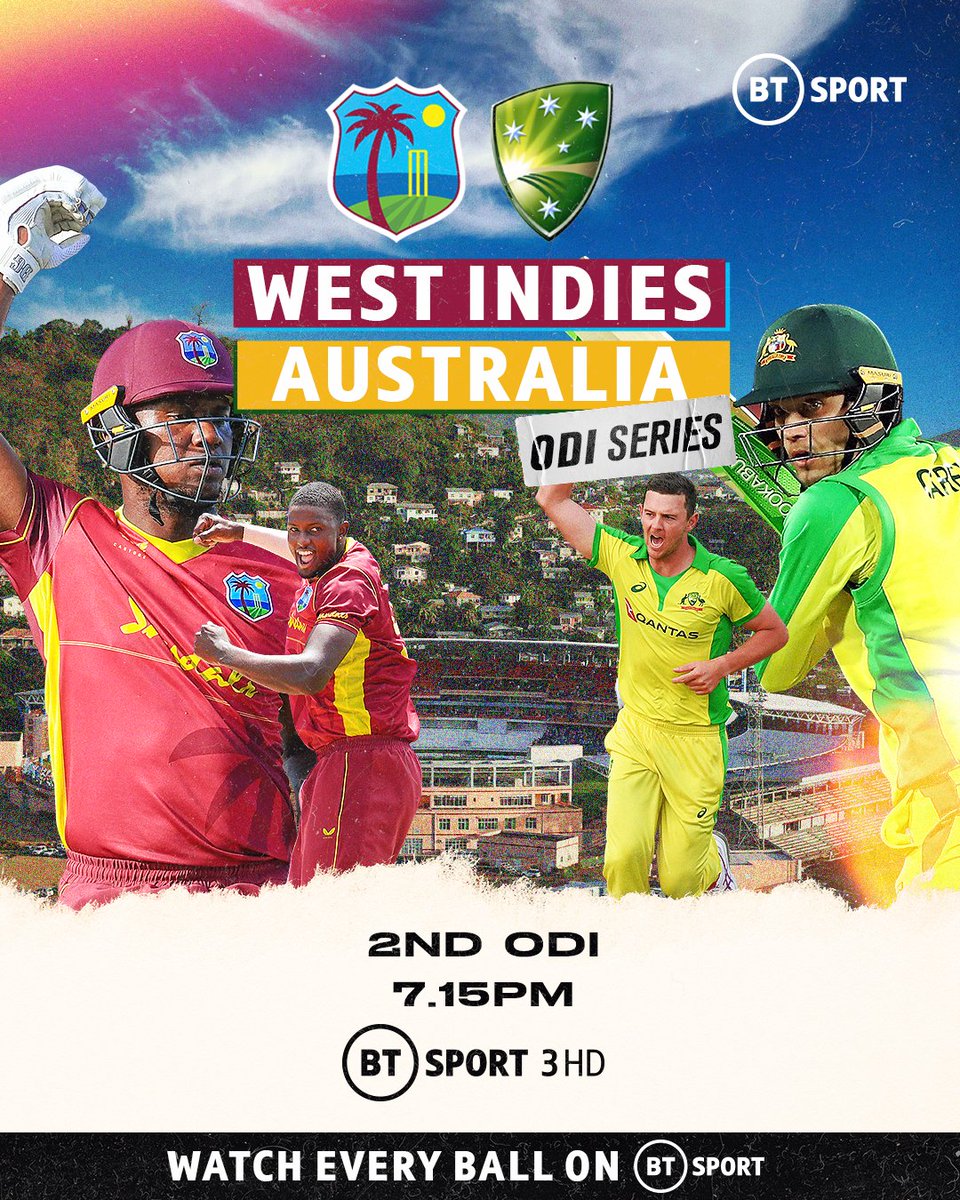 BT SPORT
WEST INDIES
AUSTRALIA
ODI SERIES
QANTAS
2ND ODI
7.15PM
BT SPORT 3HD
WATCH EVERY BALL ON BT SPORT